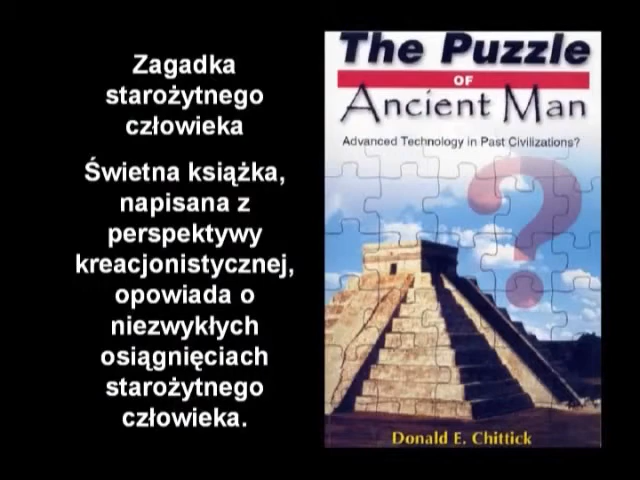 Zagadka
starożytnego
człowieka
Świetna książka,
napisana z
perspektywy
kreacjonistycznej,
opowiada o
niezwykłych
osiągnięciach
starożytnego
człowieka.
The Puzzle
OF
Ancient Man
Advanced Technology in Past Civilizations?
?
Donald E. Chittick